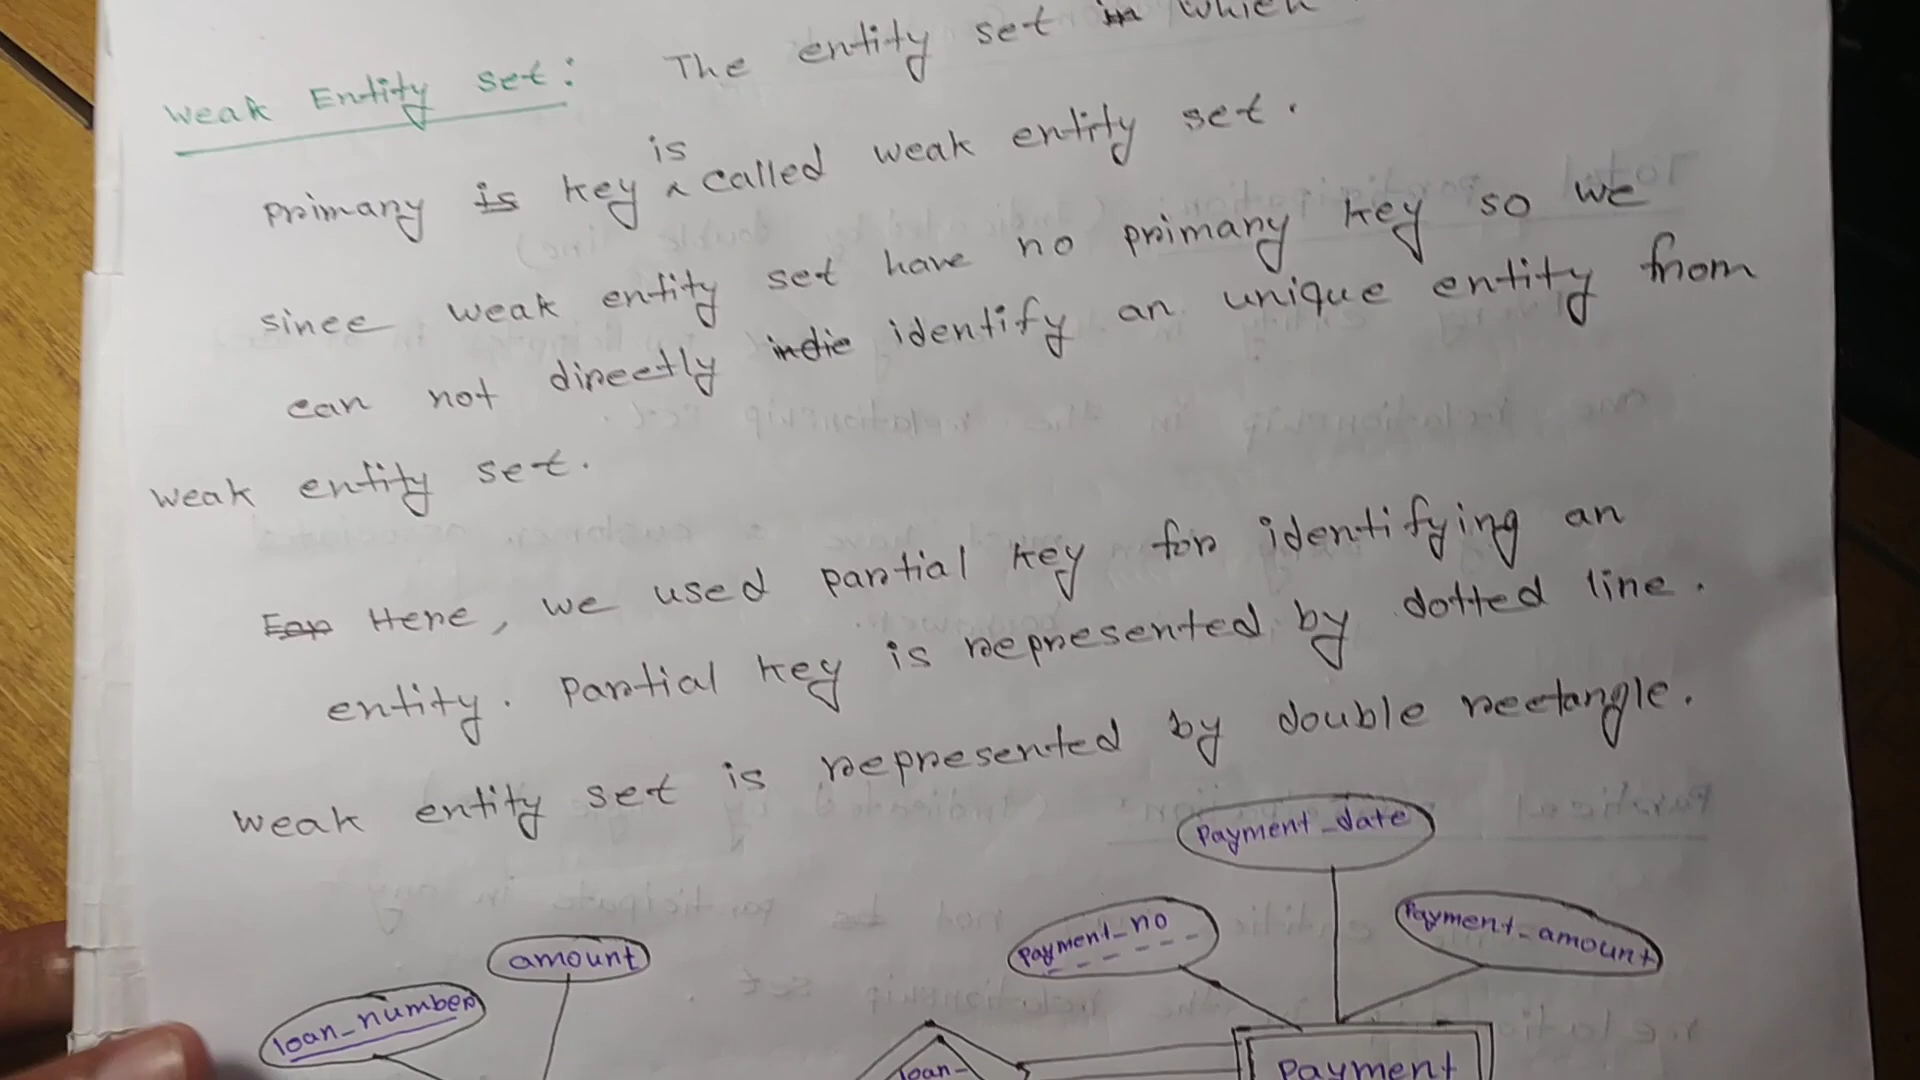 Weak Entity set: The entity set in which
is
primary is key ^ called weak entity set.
since weak entity set have no primary key so we
can not directly indie identify an unique entity from
weak entity set.
For Here, we used partial key for identifying an
entity. Partial key is represented by dotted line.
weak entity set is represented by double rectangle.
Payment_date
payment_no
Payment_amount
amount
loan_number
loan-
payment